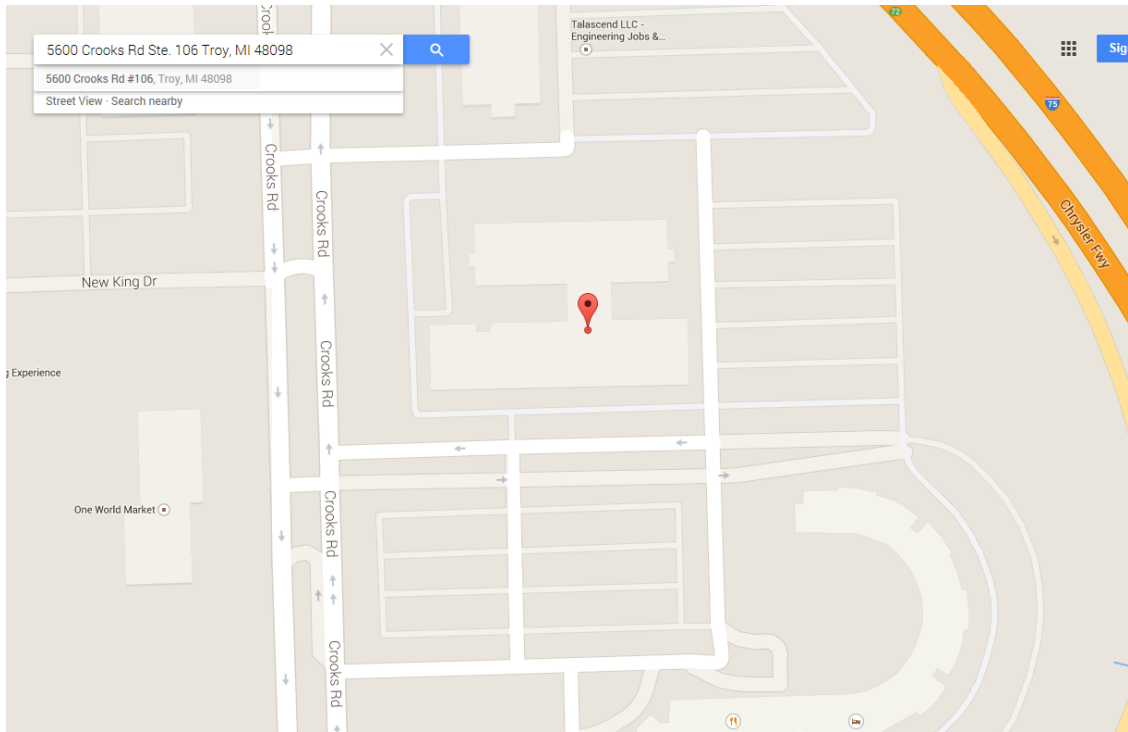 Talascend LLC -
Engineering Jobs &...
72
5600 Crooks Rd Ste. 106 Troy, MI 48098
5600 Crooks Rd #106, Troy, MI 48098
Street View · Search nearby
75
Crooks Rd
Crooks Rd
Chrysler Fwy
New King Dr
Crooks Rd
g Experience
One World Market
Crooks Rd
Crooks Rd